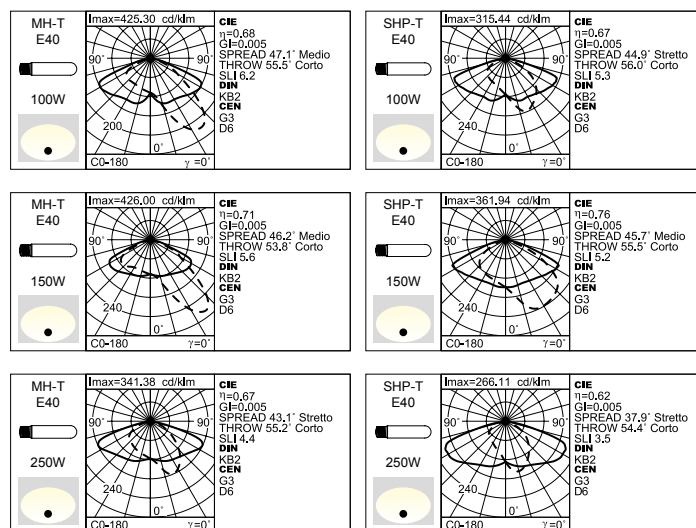 MH-T
E40
100W
Imax=425.30 cd/klm
90°
90°
200
0°
C0-180
γ=0°
CIE
η=0.68
GI=0.005
SPREAD 47.1° Medio
THROW 55.5° Corto
SLI 6.2
DIN
KB2
CEN
G3
D6
SHP-T
E40
100W
Imax=315.44 cd/klm
90°
90°
0°
C0-180
γ=0°
CIE
η=0.67
GI=0.005
SPREAD 44.9° Stretto
THROW 56.0° Corto
SLI 5.3
DIN
KB2
CEN
G3
D6
MH-T
E40
150W
Imax=426.00 cd/klm
90°
90°
240
0°
C0-180
γ=0°
CIE
η=0.71
GI=0.005
SPREAD 46.2° Medio
THROW 53.8° Corto
SLI 5.6
DIN
KB2
CEN
G3
D6
SHP-T
E40
150W
Imax=361.94 cd/klm
90°
90°
240
0°
C0-180
γ=0°
CIE
η=0.76
GI=0.005
SPREAD 45.7° Medio
THROW 55.5° Corto
SLI 5.2
DIN
KB2
CEN
G3
D6
MH-T
E40
250W
Imax=341.38 cd/klm
90°
90°
240
0°
C0-180
γ=0°
CIE
η=0.67
GI=0.005
SPREAD 43.1° Stretto
THROW 55.2° Corto
SLI 4.4
DIN
KB2
CEN
G3
D6
SHP-T
E40
250W
Imax=266.11 cd/klm
90°
90°
240
0°
C0-180
γ=0°
CIE
η=0.62
GI=0.005
SPREAD 37.9° Stretto
THROW 54.4° Corto
SLI 3.5
DIN
KB2
CEN
G3
D6